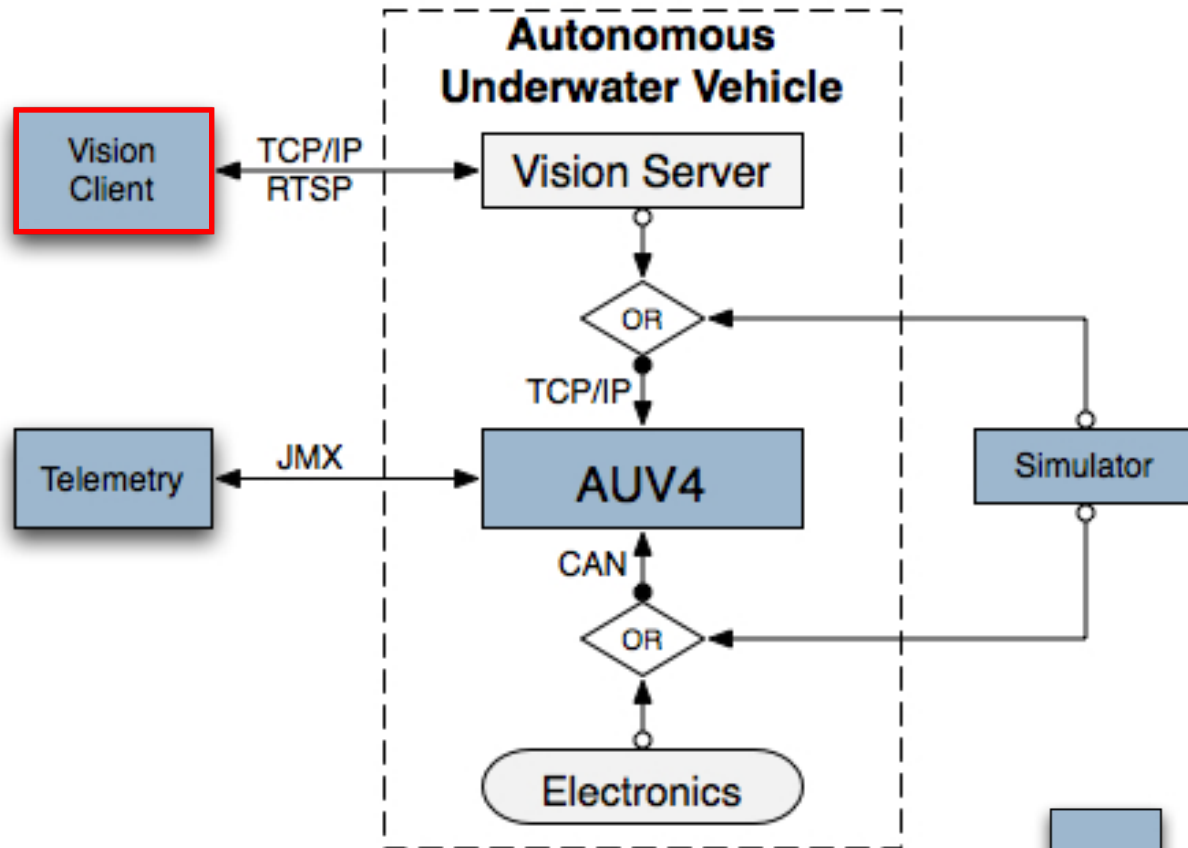 Autonomous
Underwater Vehicle
Vision
Client
TCP/IP
RTSP
Vision Server
OR
TCP/IP
Telemetry
JMX
AUV4
Simulator
CAN
OR
Electronics